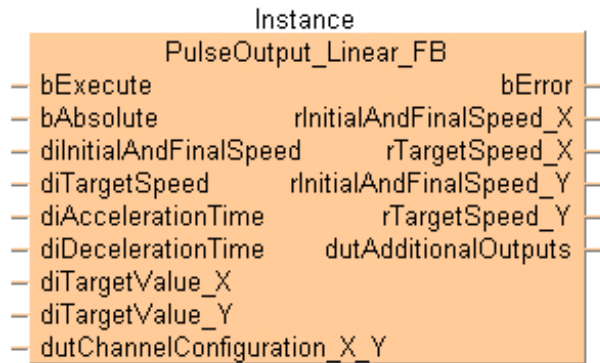 Instance
PulseOutput_Linear_FB
bExecute bError
bAbsolute rInitialAndFinalSpeed_X
diInitialAndFinalSpeed rTargetSpeed_X
diTargetSpeed rInitialAndFinalSpeed_Y
diAccelerationTime rTargetSpeed_Y
diDecelerationTime dutAdditionalOutputs
diTargetValue_X
diTargetValue_Y
dutChannelConfiguration_X_Y